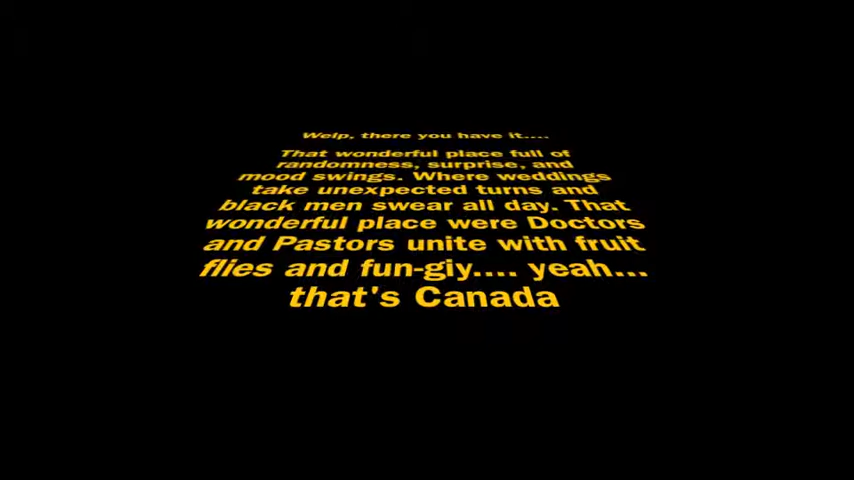 Welp, there you have it....
That wonderful place full of
randomness, surprise, and
mood swings. Where weddings
take unexpected turns and
black men swear all day. That
wonderful place were Doctors
and Pastors unite with fruit
flies and fun-giy.... yeah...
that's Canada